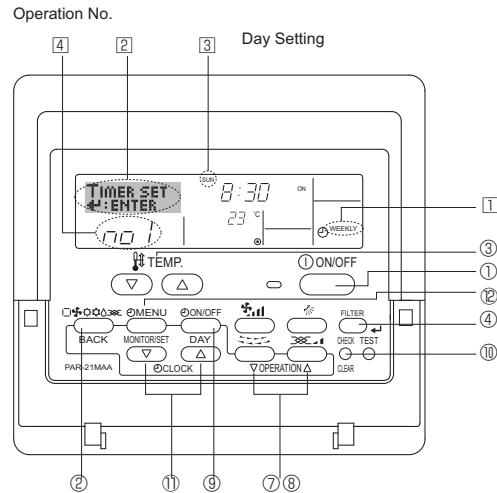 Operation No.
4 2 3 Day Setting
SUN
TIMER SET
:ENTER
8:30 ON
23 °C
no 1
WEEKLY
1
TEMP. ON/OFF
③
①
⑫
MENU ON/OFF FILTER
④
BACK MONITOR/SET DAY CHECK TEST
⑩
PAR-21MAA CLOCK OPERATION CLEAR
② ⑪ ⑨ ⑦ ⑧